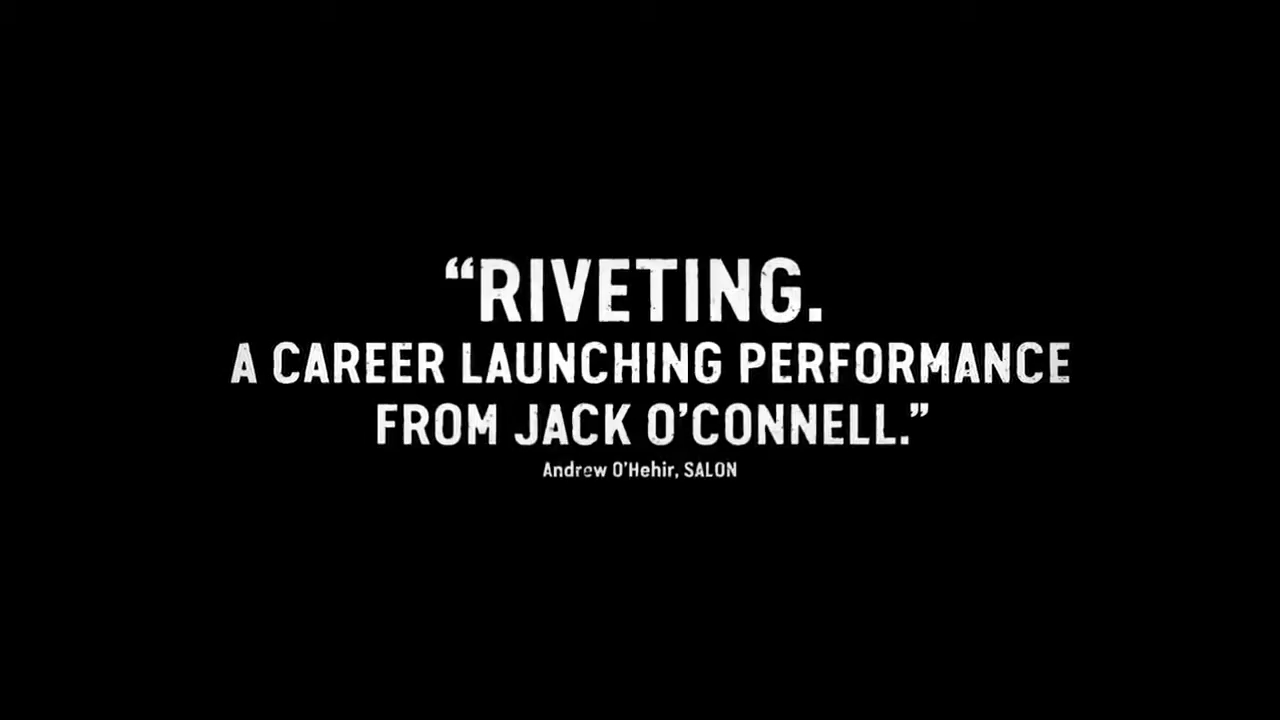 “RIVETING.
A CAREER LAUNCHING PERFORMANCE
FROM JACK O’CONNELL.”
Andrew O’Hehir, SALON